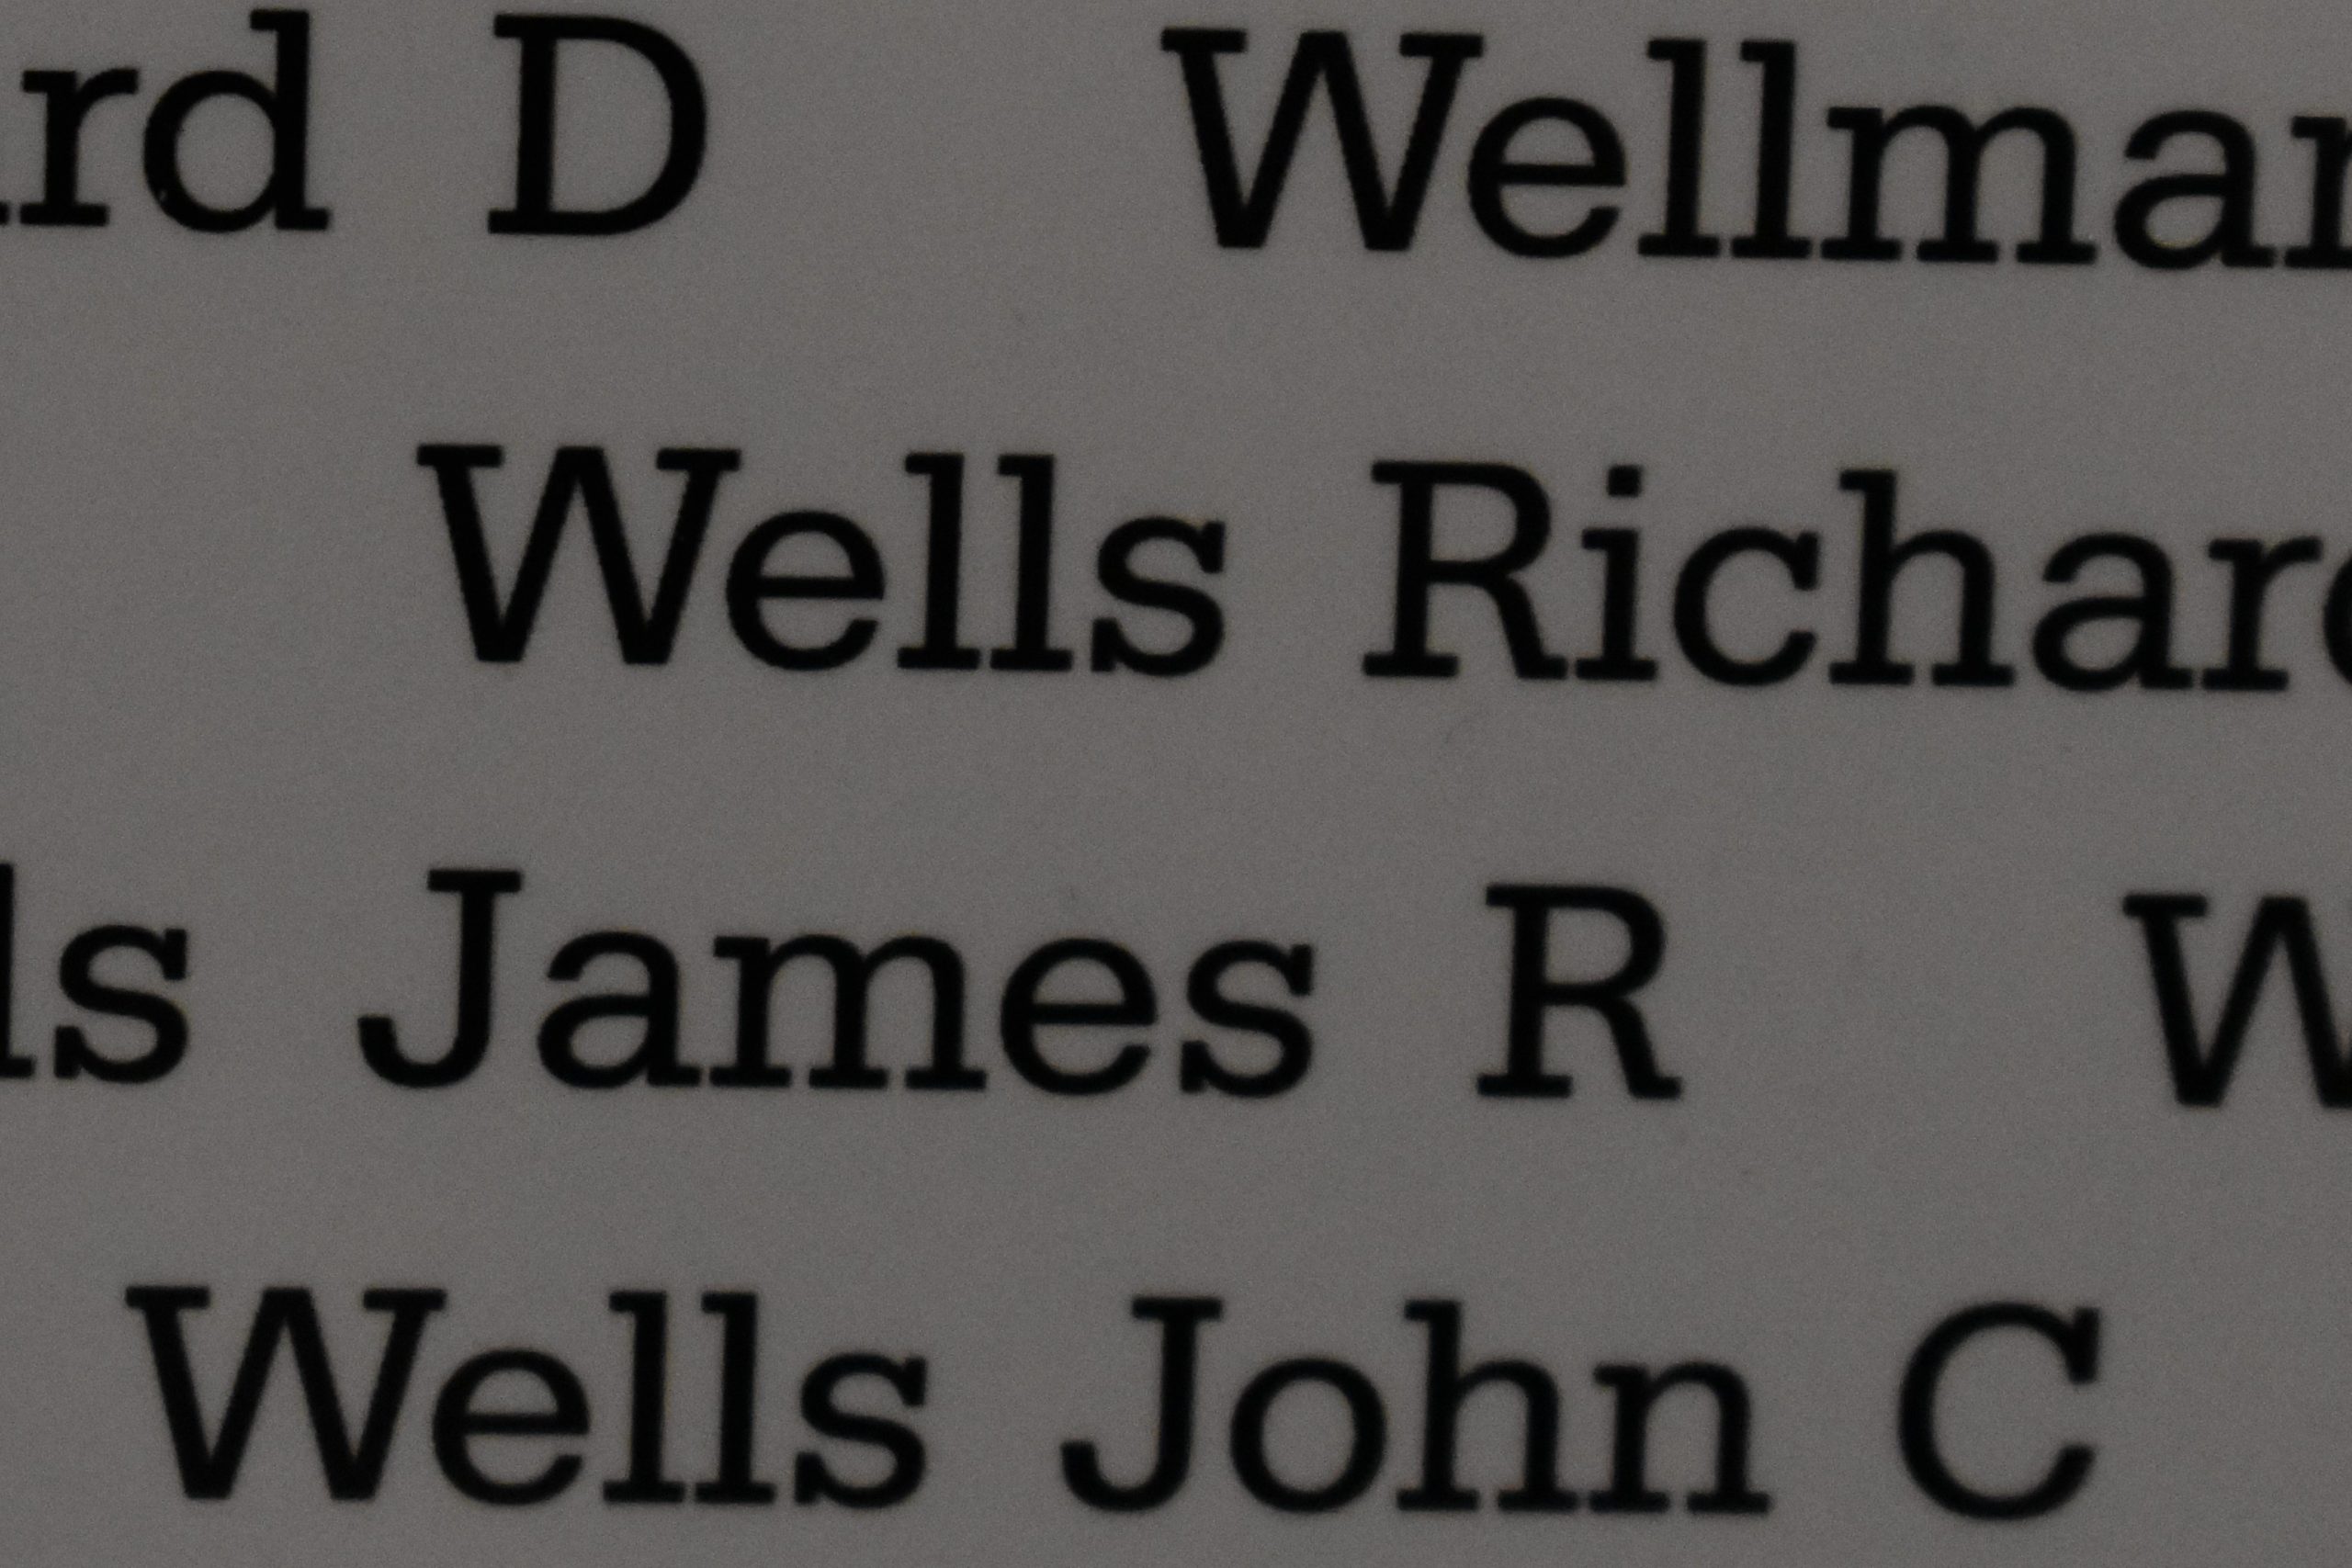 rd D Wellman
Wells Richard
ls James R W
Wells John C